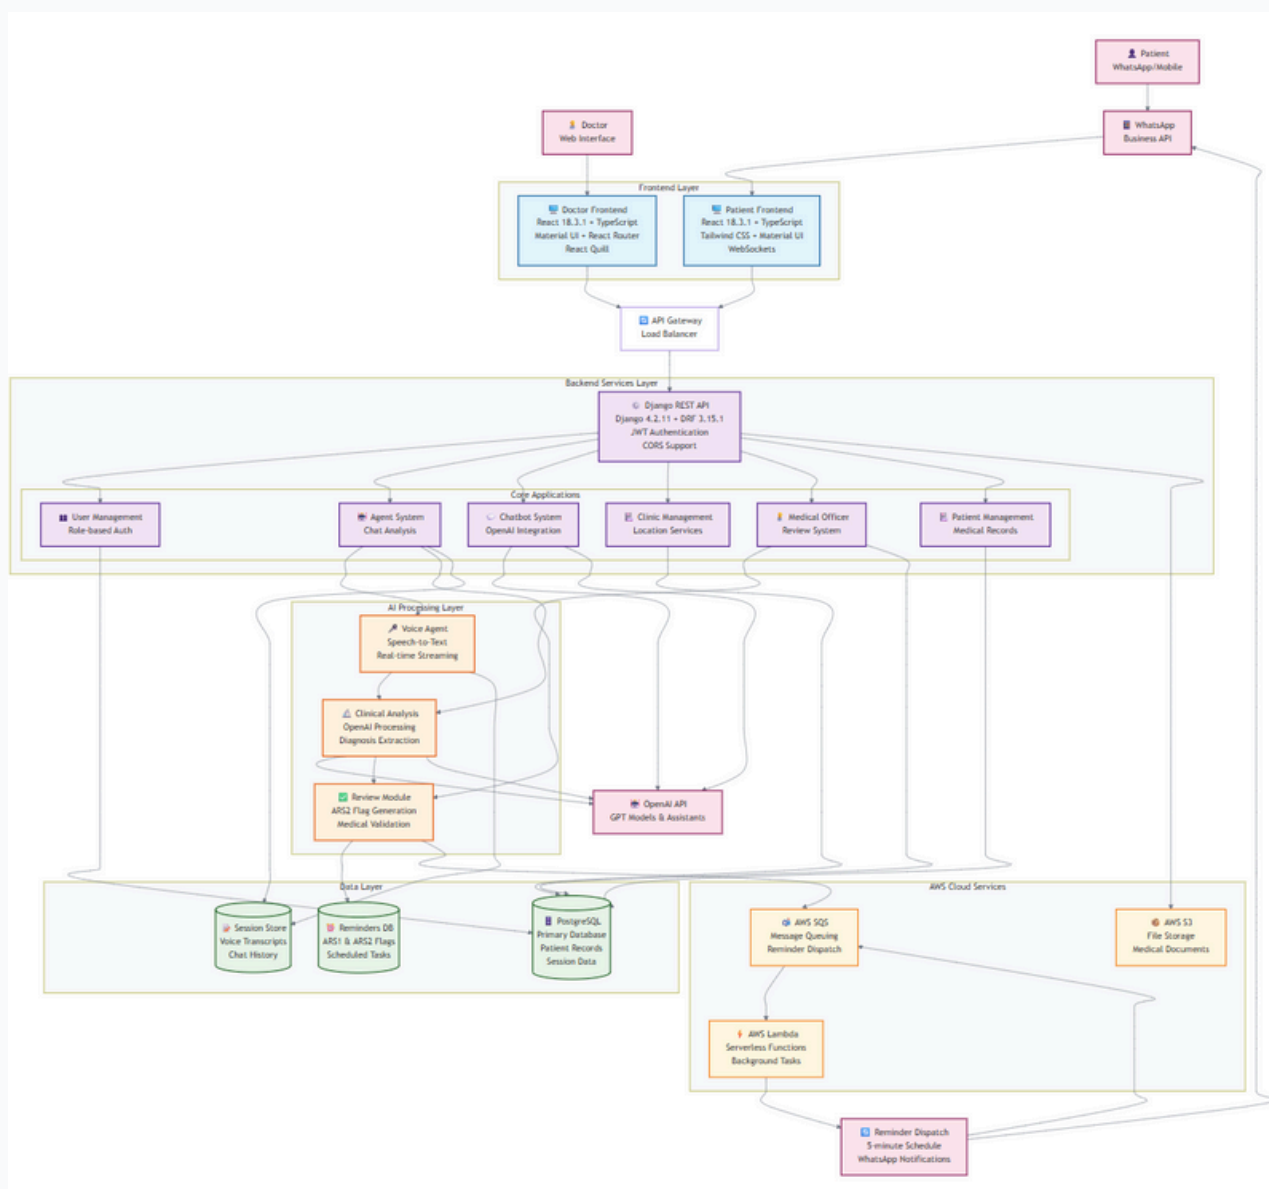 Patient
WhatsApp/Mobile
Doctor
Web Interface
WhatsApp
Business API
Frontend Layer
Doctor Frontend
React 18.3.1 + TypeScript
Material UI + React Router
React Quill
Patient Frontend
React 18.3.1 + TypeScript
Tailwind CSS + Material UI
WebSockets
API Gateway
Load Balancer
Backend Services Layer
Django REST API
Django 4.2.11 + DRF 3.15.1
JWT Authentication
CORS Support
Core Applications
User Management
Role-based Auth
Agent System
Chat Analysis
Chatbot System
OpenAI Integration
Clinic Management
Location Services
Medical Officer
Review System
Patient Management
Medical Records
AI Processing Layer
Voice Agent
Speech-to-Text
Real-time Streaming
Clinical Analysis
OpenAI Processing
Diagnosis Extraction
Review Module
ARS2 Flag Generation
Medical Validation
OpenAI API
GPT Models & Assistants
Data Layer
Session Store
Voice Transcripts
Chat History
Reminders DB
ARS1 & ARS2 Flags
Scheduled Tasks
PostgreSQL
Primary Database
Patient Records
Session Data
AWS Cloud Services
AWS SQS
Message Queuing
Reminder Dispatch
AWS S3
File Storage
Medical Documents
AWS Lambda
Serverless Functions
Background Tasks
Reminder Dispatch
5-minute Schedule
WhatsApp Notifications